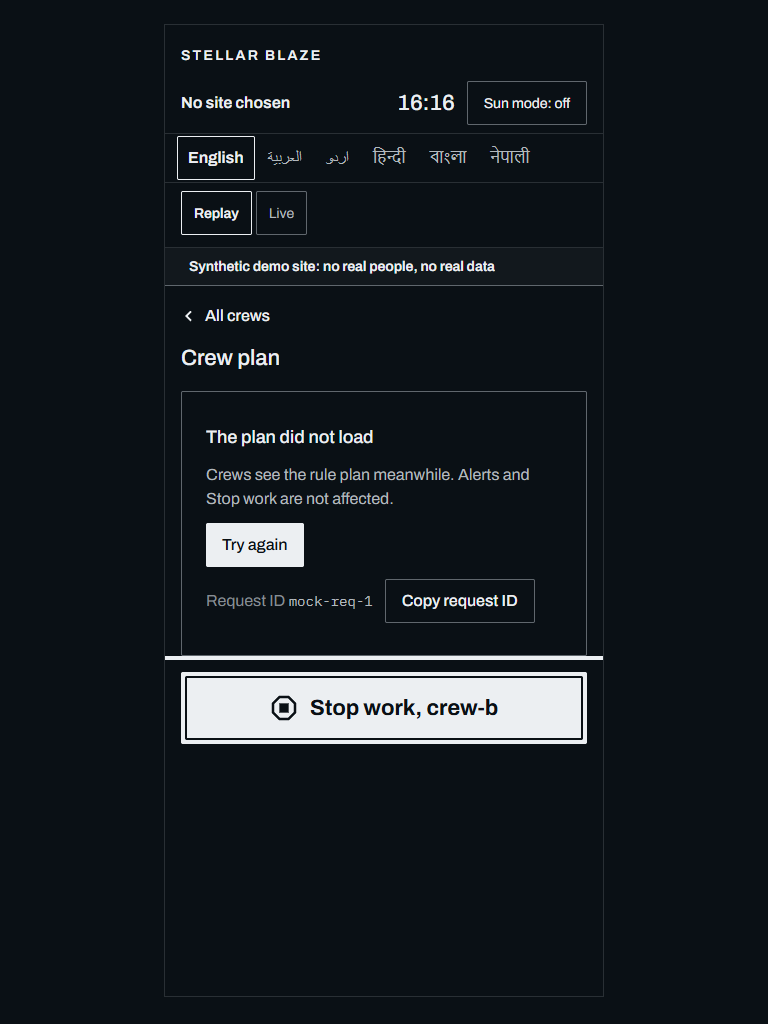 STELLAR BLAZE
No site chosen
16:16
Sun mode: off
English العربية اردو हिन्दी বাংলা नेपाली
Replay Live
Synthetic demo site: no real people, no real data
All crews
Crew plan
The plan did not load
Crews see the rule plan meanwhile. Alerts and
Stop work are not affected.
Try again
Request ID mock-req-1 Copy request ID
Stop work, crew-b